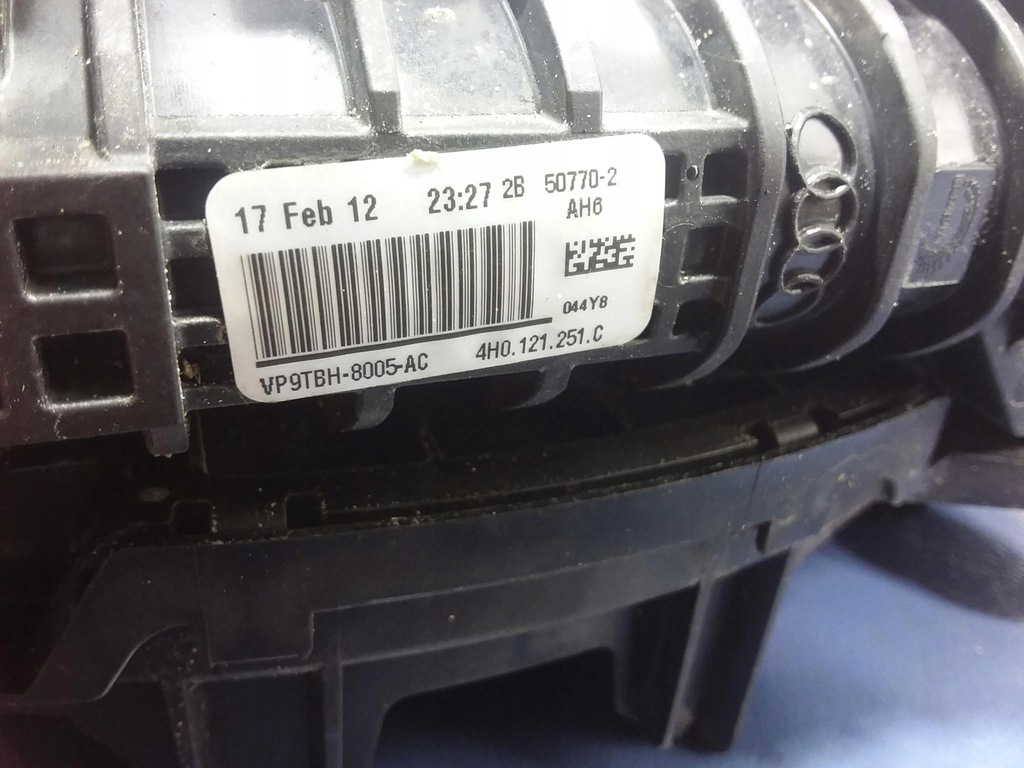 17 Feb 12 23:27 2B 50770-2
AH6
044Y8
VP9TBH-8005-AC 4H0.121.251.C